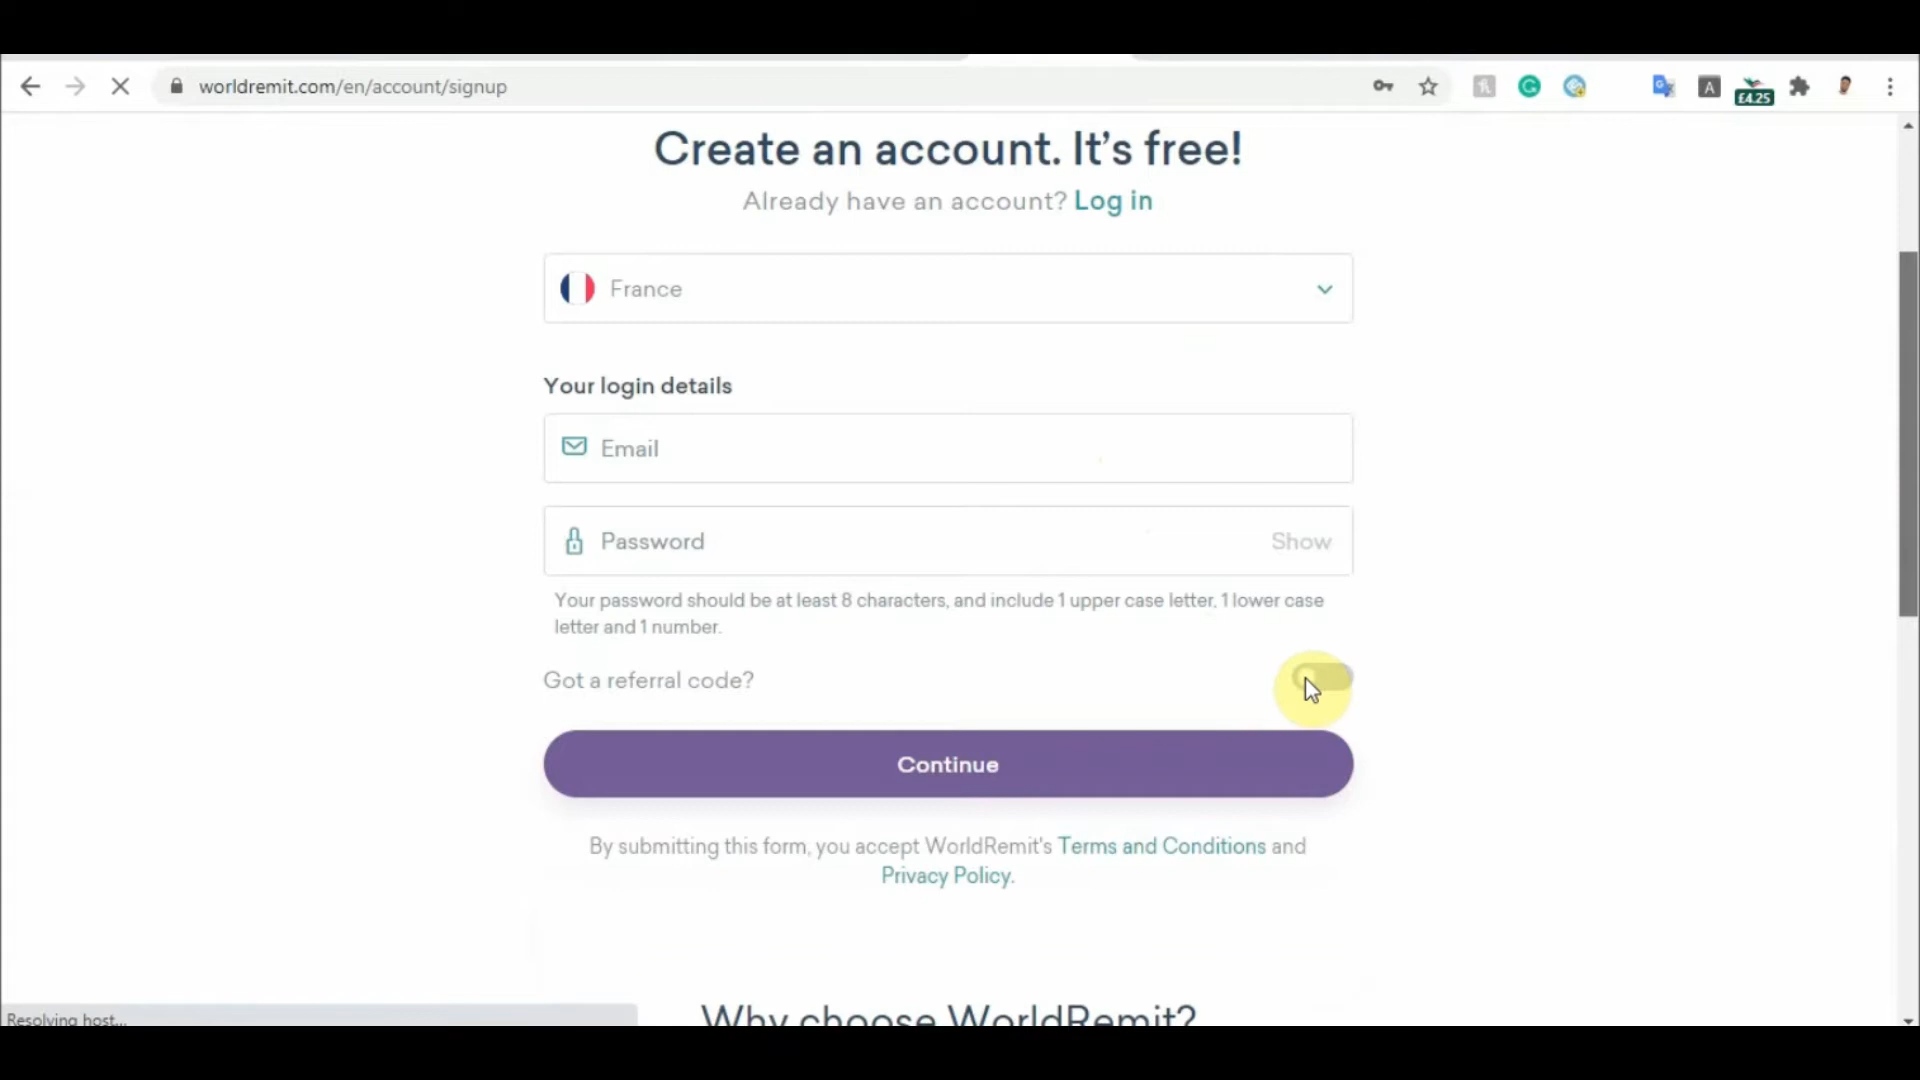 worldremit.com/en/account/signup
A
£4.25
Create an account. It's free!
Already have an account? Log in
France
Your login details
Email
Password
Show
Your password should be at least 8 characters, and include 1 upper case letter, 1 lower case
letter and 1 number.
Got a referral code?
Continue
By submitting this form, you accept WorldRemit's Terms and Conditions and
Privacy Policy.
Why choose WorldRemit?
Resolving host...